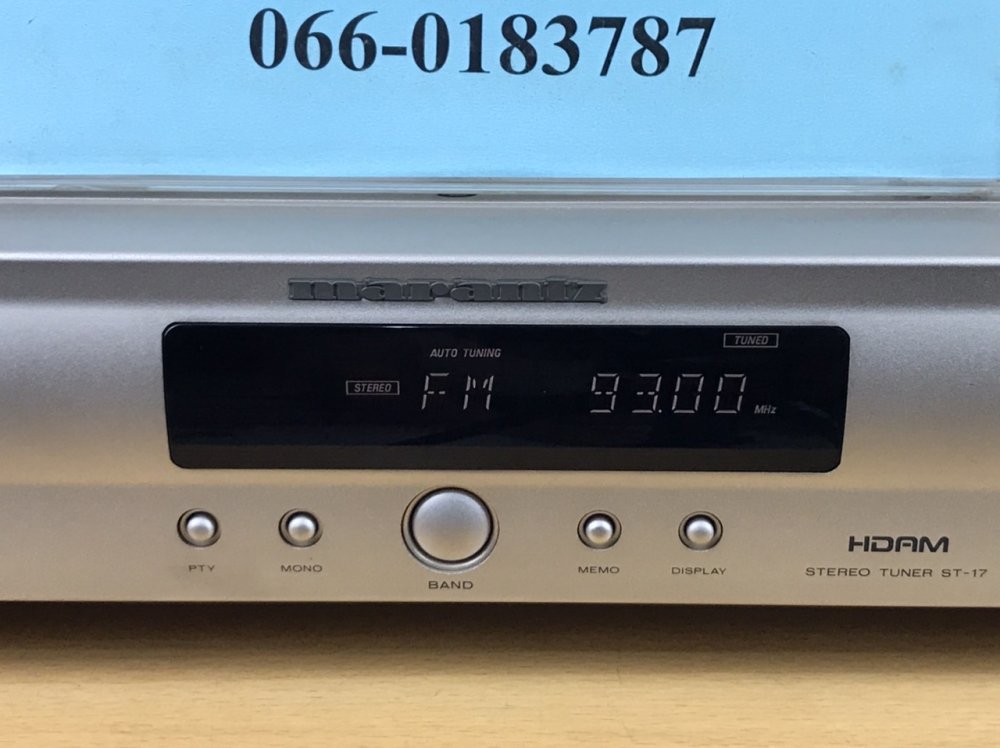 066-0183787
marantz
TUNED
AUTO TUNING
STEREO FM 93.00 MHz
PTY MONO BAND MEMO DISPLAY
HDAM
STEREO TUNER ST-17